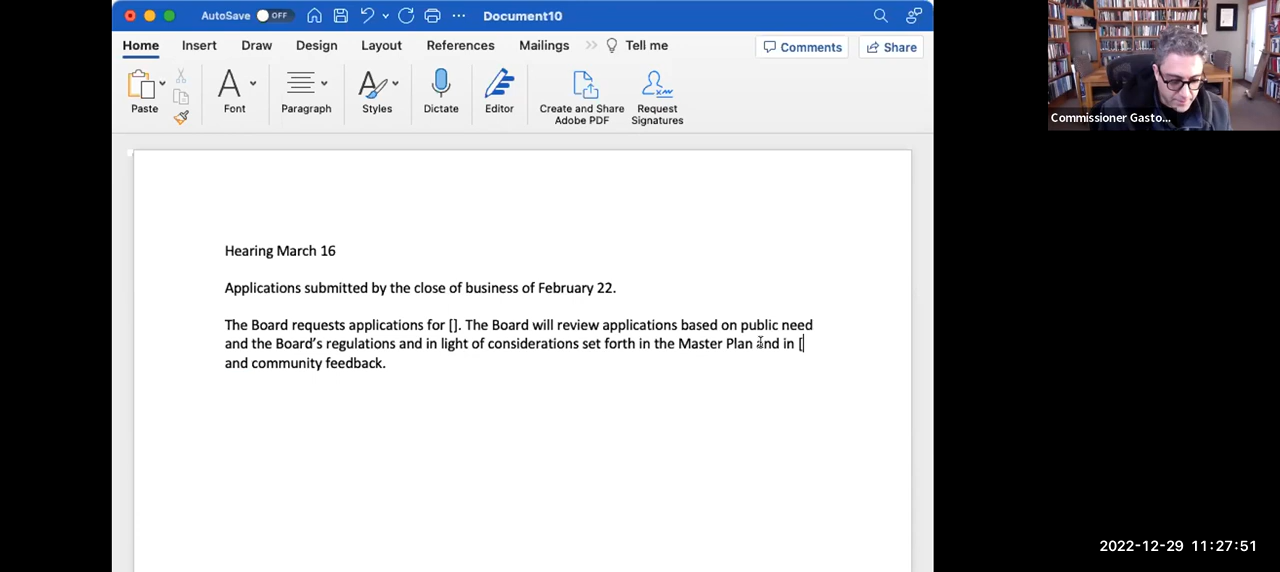 AutoSave OFF ... Document10
Home Insert Draw Design Layout References Mailings >> Tell me Comments Share
Paste Font Paragraph Styles Dictate Editor Create and Share Adobe PDF Request Signatures
Commissioner Gasto...
Hearing March 16
Applications submitted by the close of business of February 22.
The Board requests applications for []. The Board will review applications based on public need
and the Board's regulations and in light of considerations set forth in the Master Plan and in [
and community feedback.
2022-12-29 11:27:51